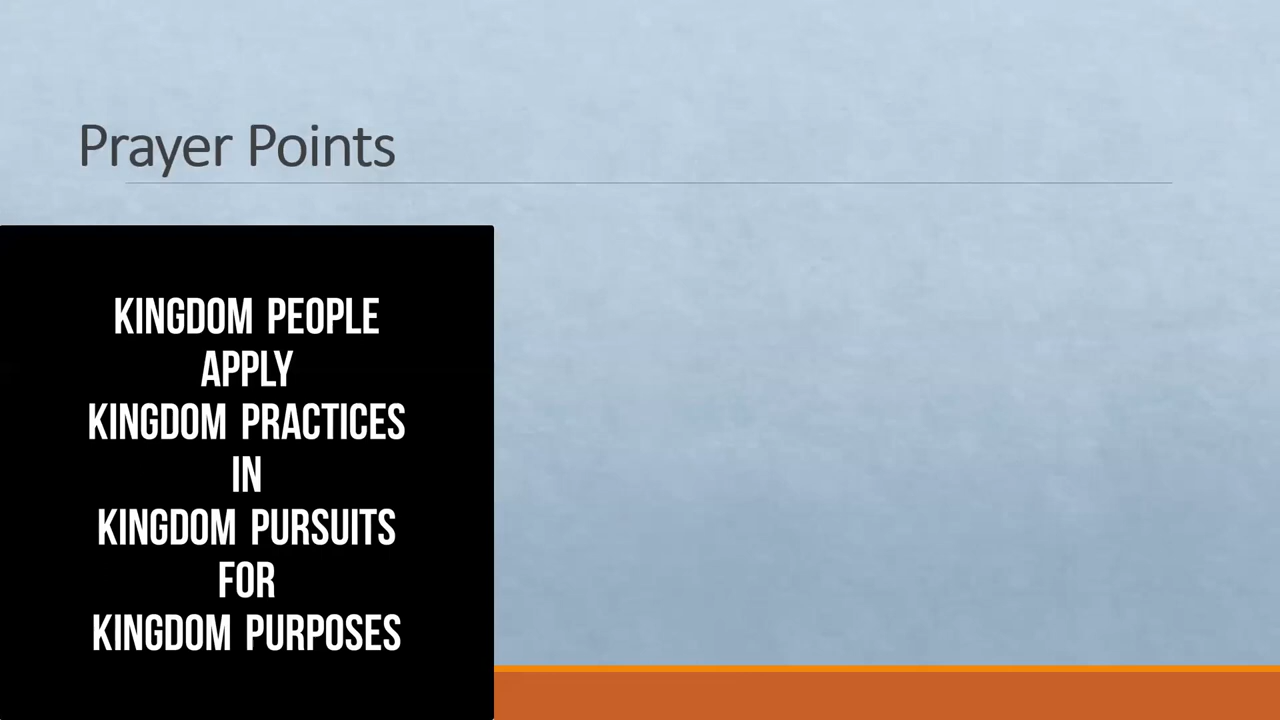 Prayer Points
KINGDOM PEOPLE
APPLY
KINGDOM PRACTICES
IN
KINGDOM PURSUITS
FOR
KINGDOM PURPOSES